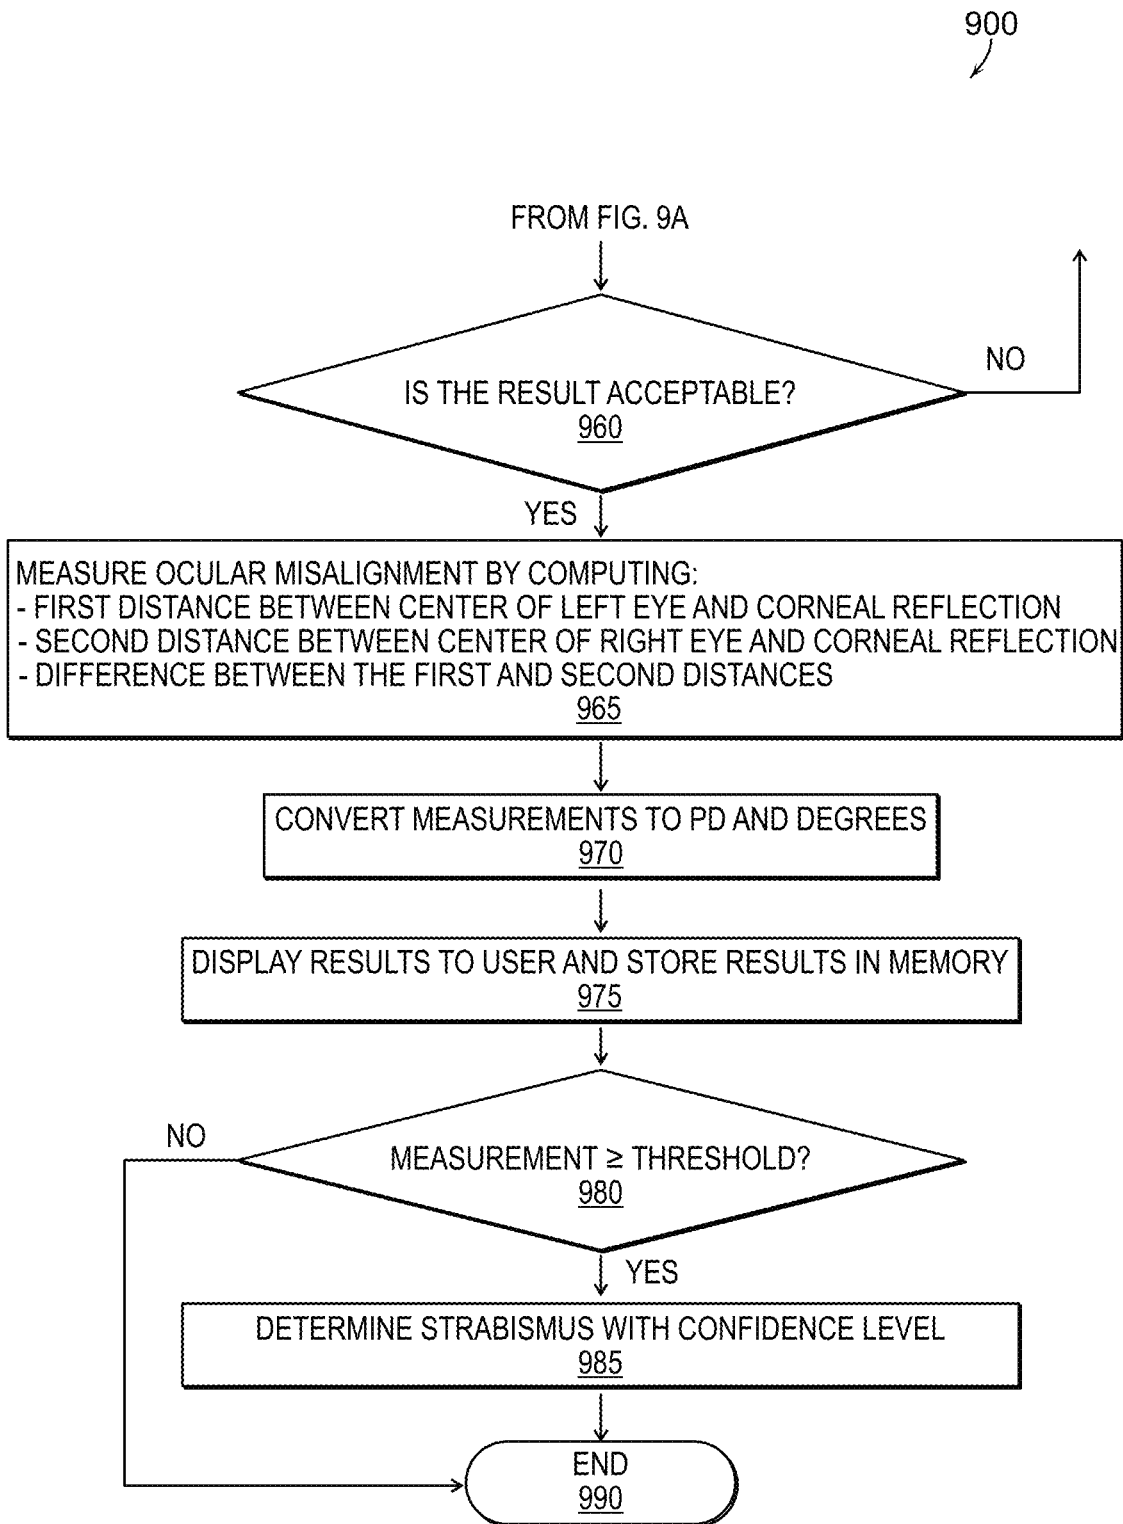 900
FROM FIG. 9A
IS THE RESULT ACCEPTABLE?
960
NO
YES
MEASURE OCULAR MISALIGNMENT BY COMPUTING:
- FIRST DISTANCE BETWEEN CENTER OF LEFT EYE AND CORNEAL REFLECTION
- SECOND DISTANCE BETWEEN CENTER OF RIGHT EYE AND CORNEAL REFLECTION
- DIFFERENCE BETWEEN THE FIRST AND SECOND DISTANCES
965
CONVERT MEASUREMENTS TO PD AND DEGREES
970
DISPLAY RESULTS TO USER AND STORE RESULTS IN MEMORY
975
NO
MEASUREMENT ≥ THRESHOLD?
980
YES
DETERMINE STRABISMUS WITH CONFIDENCE LEVEL
985
END
990